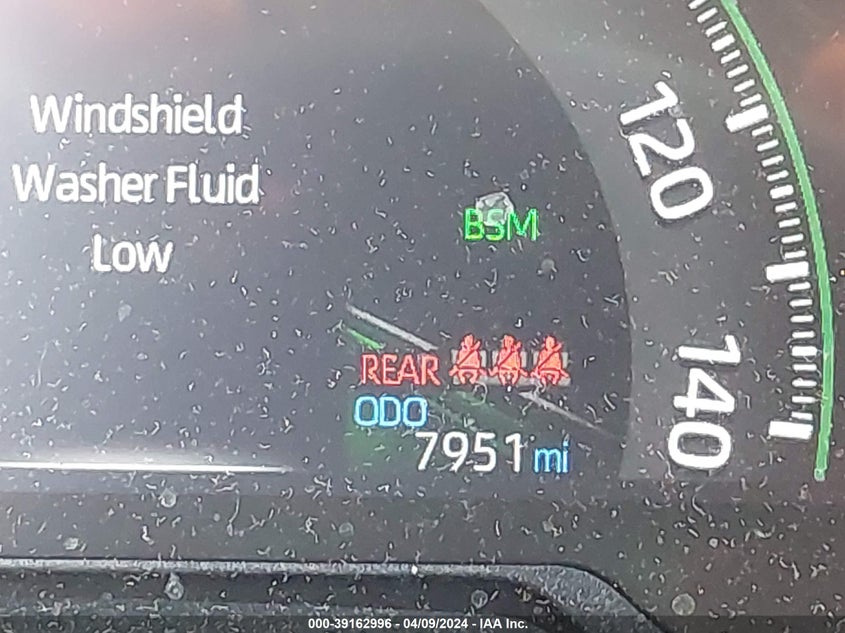 Windshield
Washer Fluid
Low
BSM
120
140
REAR
ODO
7951 mi
000-39162996 - 04/09/2024 - IAA Inc.